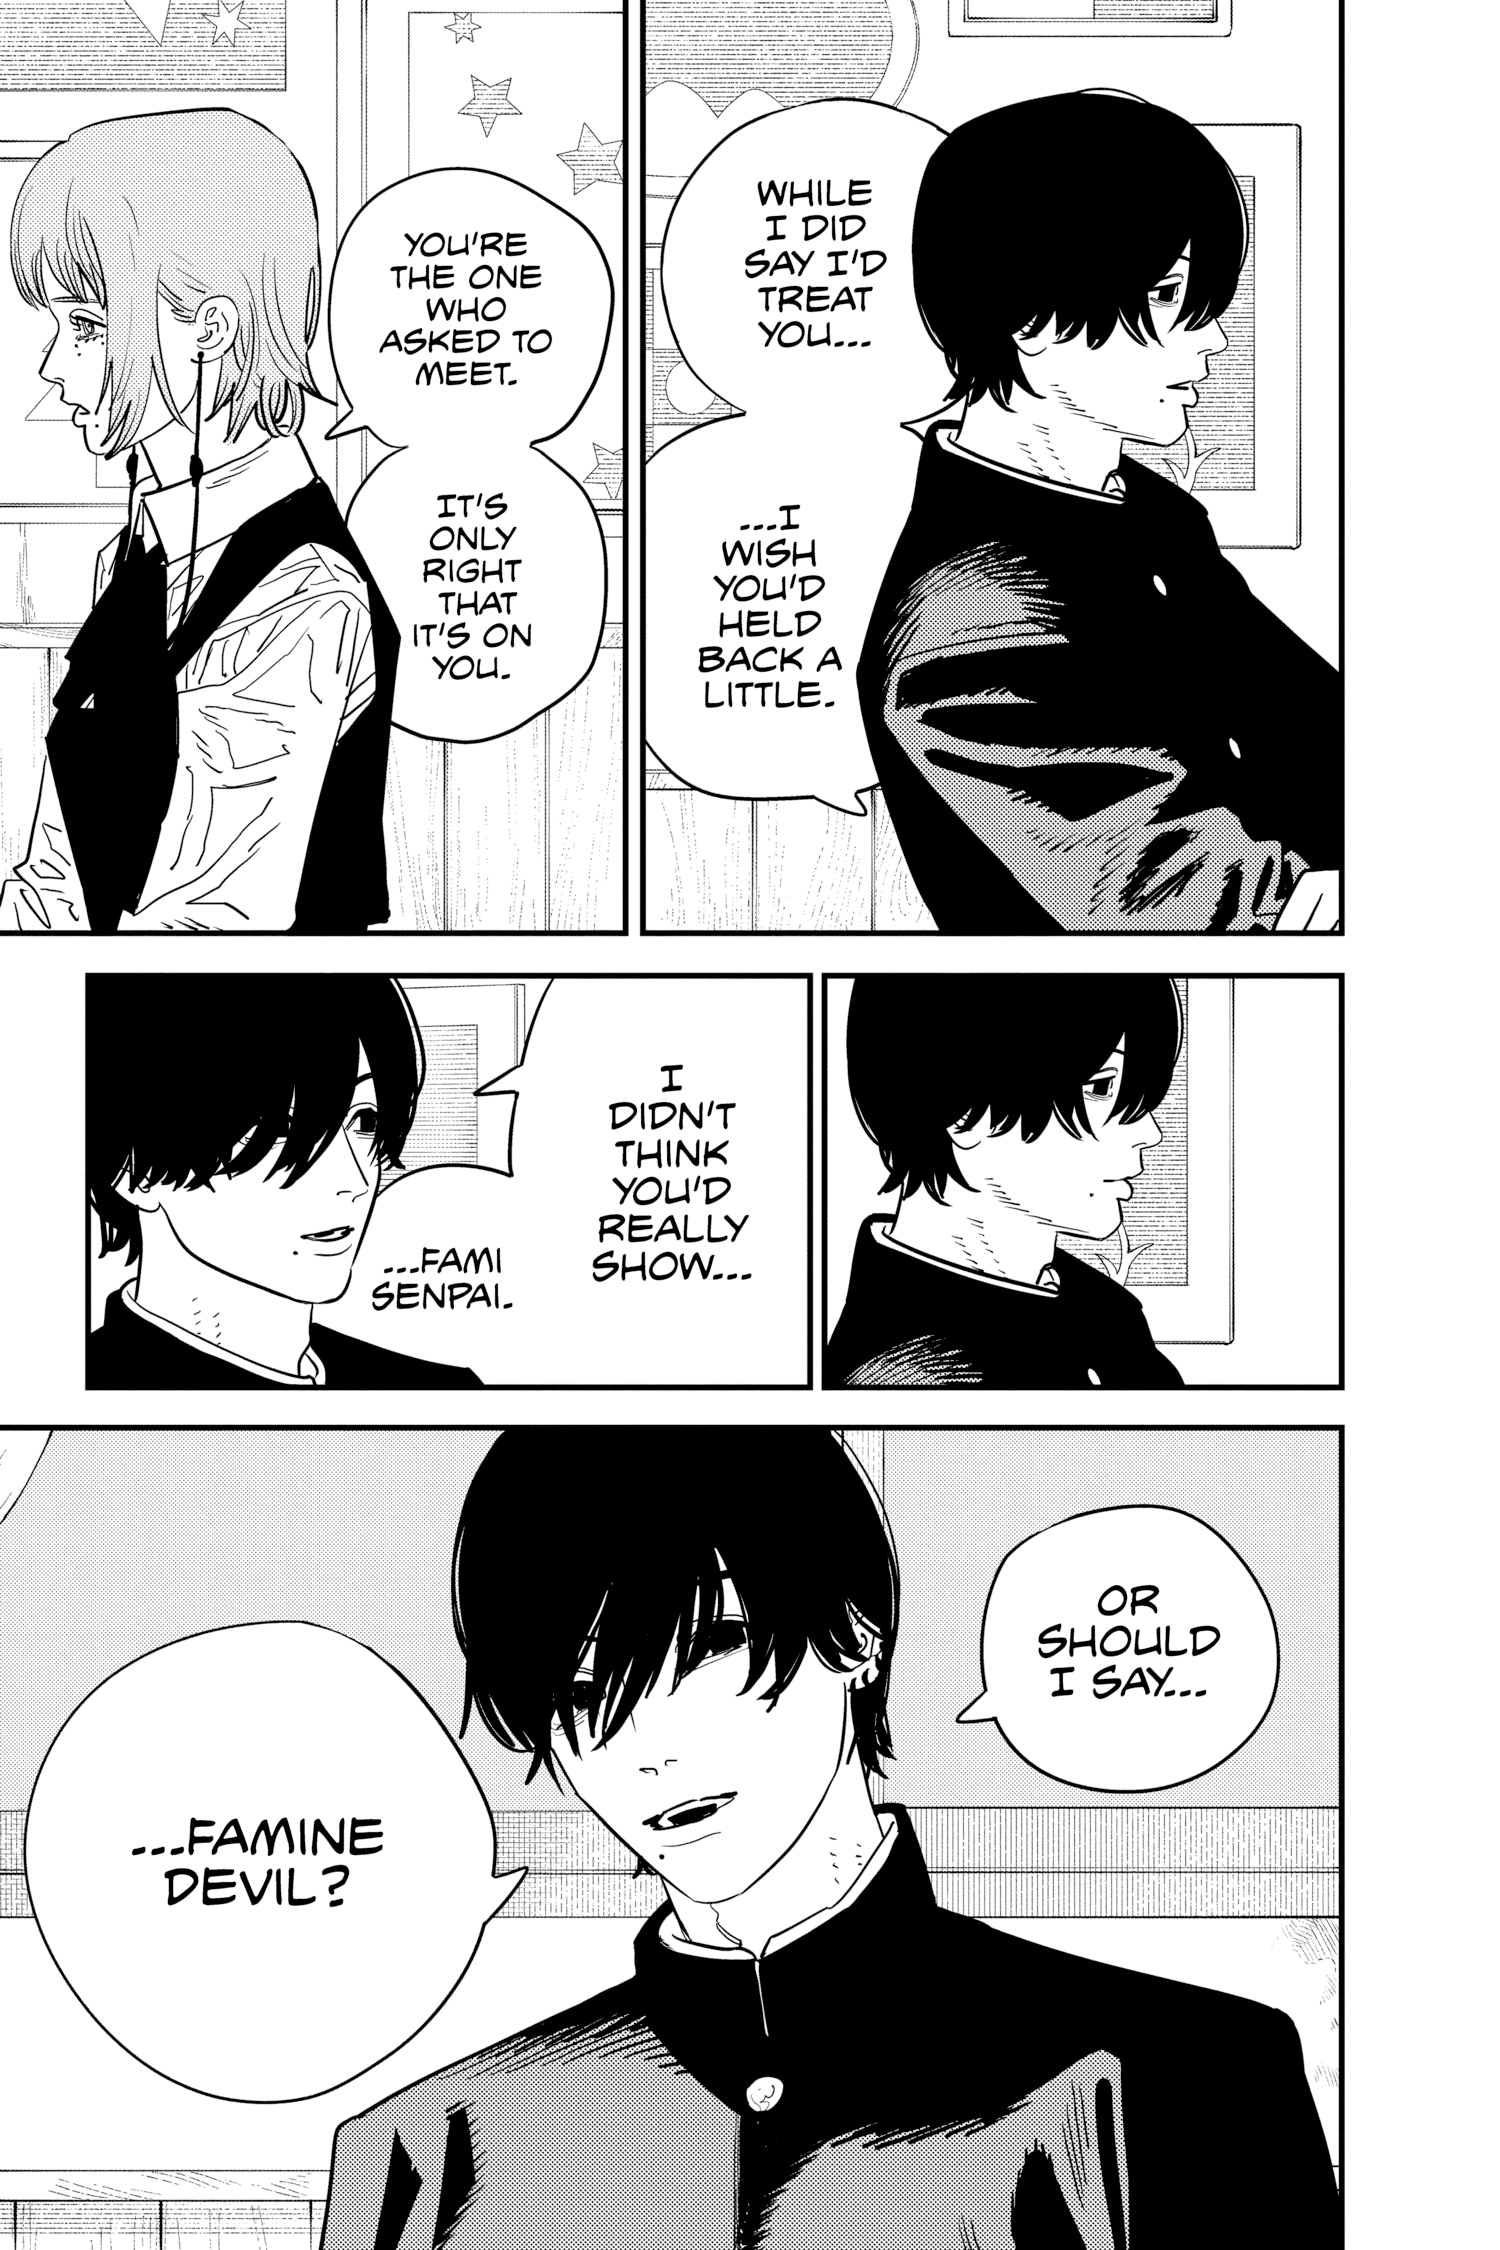 WHILE
I DID
SAY I'D
TREAT
YOU...
...I
WISH
YOU'D
HELD
BACK A
LITTLE.
YOU'RE
THE ONE
WHO
ASKED TO
MEET.
IT'S
ONLY
RIGHT
THAT
IT'S ON
YOU.
I
DIDN'T
THINK
YOU'D
REALLY
SHOW...
...FAMI
SENPAI.
OR
SHOULD
I SAY...
...FAMINE
DEVIL?